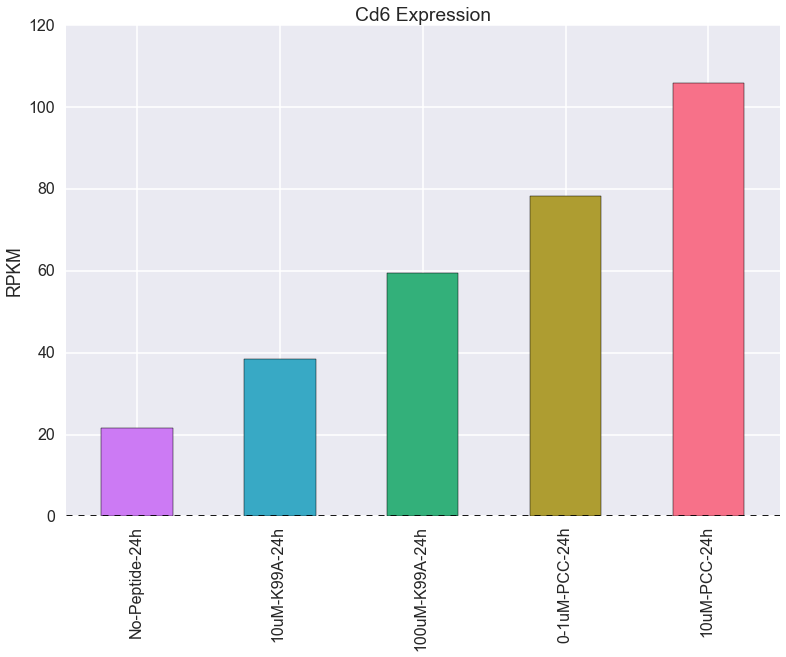 Cd6 Expression
120
100
80
60
40
20
0
RPKM
No-Peptide-24h
10uM-K99A-24h
100uM-K99A-24h
0-1uM-PCC-24h
10uM-PCC-24h